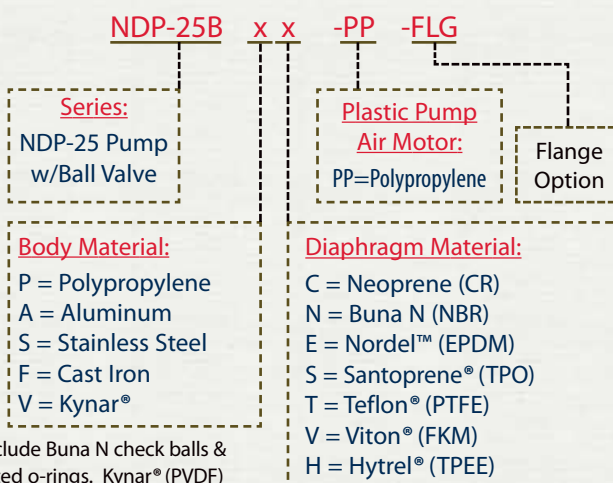 NDP-25B x x -PP -FLG
Series:
NDP-25 Pump
w/Ball Valve
Plastic Pump
Air Motor:
PP=Polypropylene
Flange
Option
Body Material:
P = Polypropylene
A = Aluminum
S = Stainless Steel
F = Cast Iron
V = Kynar®
Diaphragm Material:
C = Neoprene (CR)
N = Buna N (NBR)
E = Nordel™ (EPDM)
S = Santoprene® (TPO)
T = Teflon® (PTFE)
V = Viton® (FKM)
H = Hytrel® (TPEE)
Buna N check balls &
o-rings. Kynar® (PVDF)